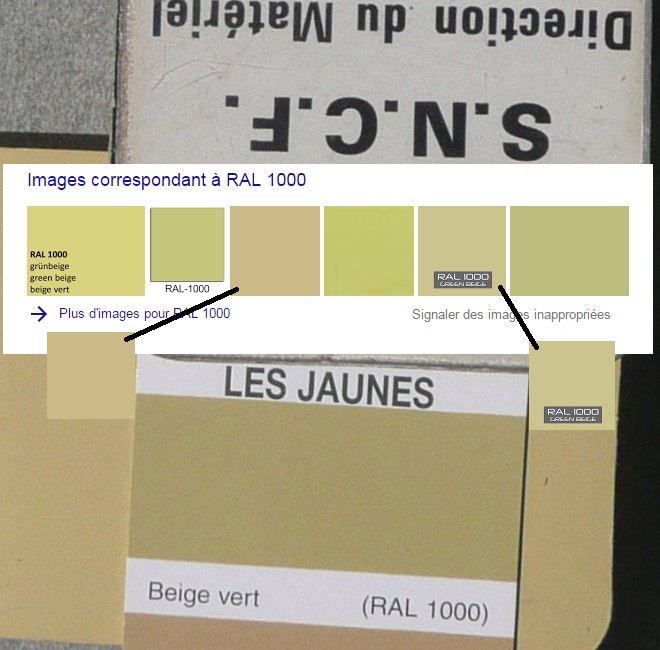 Direction du Matériel
S.N.C.F.
Images correspondant à RAL 1000
RAL 1000
grünbeige
green beige
beige vert
RAL-1000
RAL 1000
GREEN BEIGE
Plus d'images pour RAL 1000
Signaler des images inappropriées
RAL 1000
GREEN BEIGE
LES JAUNES
Beige vert
(RAL 1000)